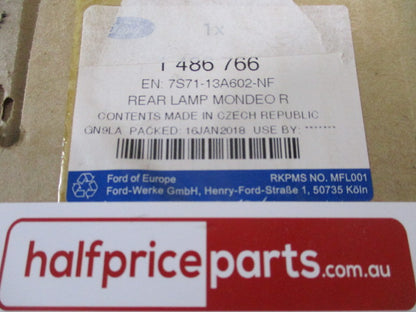 1x
1 486 766
EN: 7S71-13A602-NF
REAR LAMP MONDEO R
CONTENTS MADE IN CZECH REPUBLIC
GN9LA PACKED: 16JAN2018 USE BY: *******
Ford of Europe RKPMS NO. MFL001
Ford-Werke GmbH, Henry-Ford-Straße 1, 50735 Köln
halfpriceparts.com.au